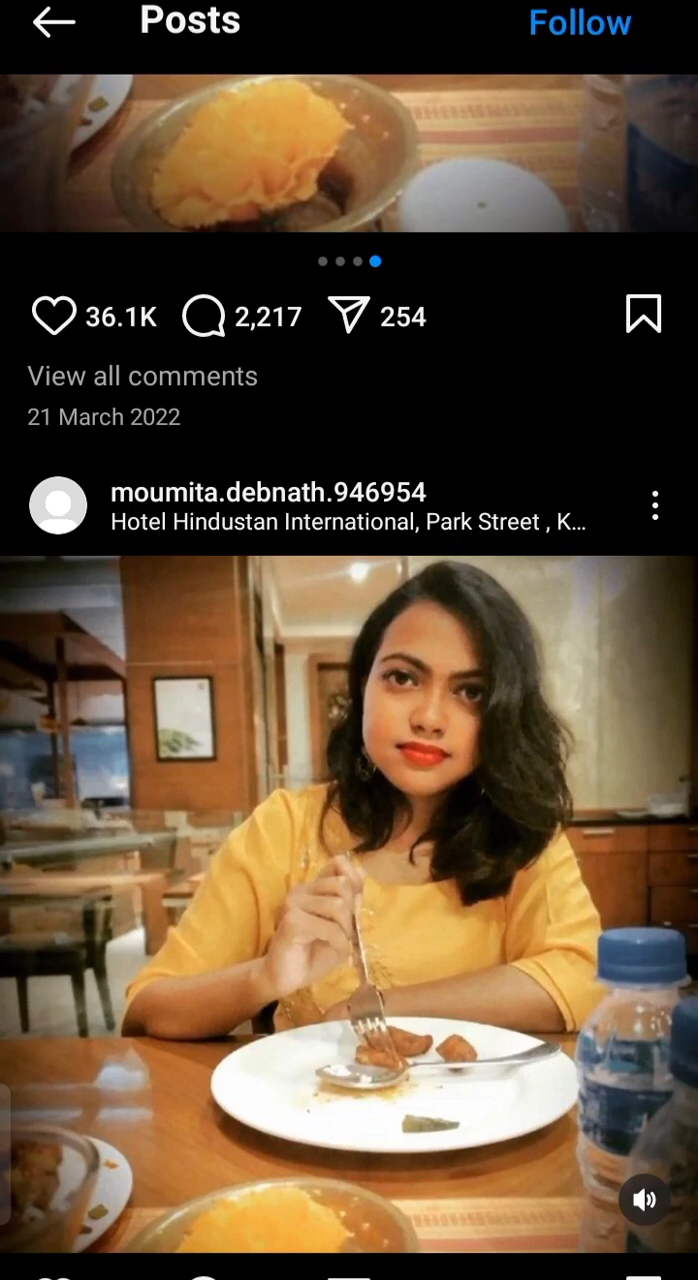 Posts
Follow
36.1K
2,217
254
View all comments
21 March 2022
moumita.debnath.946954
Hotel Hindustan International, Park Street , K...